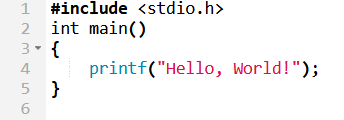 1 #include <stdio.h>
2 int main()
3 {
4     printf("Hello, World!");
5 }
6